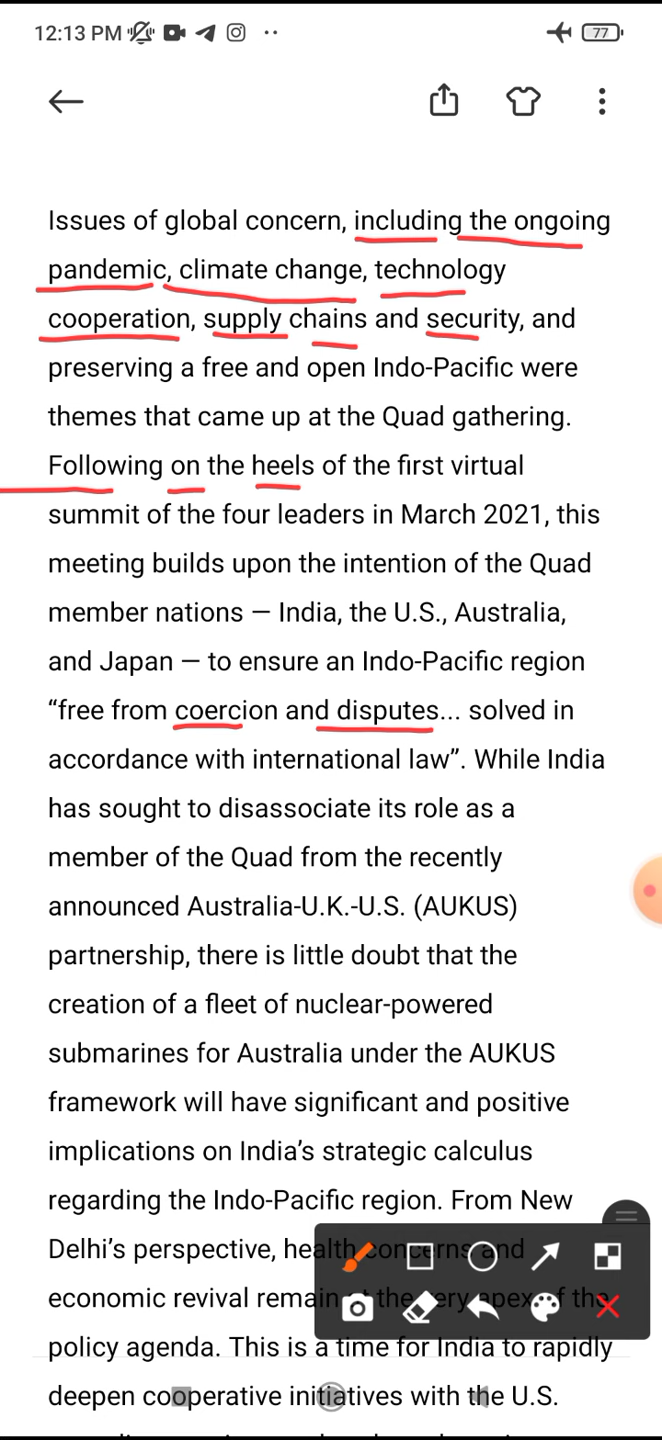 12:13 PM
77
Issues of global concern, including the ongoing
pandemic, climate change, technology
cooperation, supply chains and security, and
preserving a free and open Indo-Pacific were
themes that came up at the Quad gathering.
Following on the heels of the first virtual
summit of the four leaders in March 2021, this
meeting builds upon the intention of the Quad
member nations — India, the U.S., Australia,
and Japan — to ensure an Indo-Pacific region
“free from coercion and disputes... solved in
accordance with international law”. While India
has sought to disassociate its role as a
member of the Quad from the recently
announced Australia-U.K.-U.S. (AUKUS)
partnership, there is little doubt that the
creation of a fleet of nuclear-powered
submarines for Australia under the AUKUS
framework will have significant and positive
implications on India’s strategic calculus
regarding the Indo-Pacific region. From New
Delhi’s perspective, health concerns and
economic revival remain at the very apex of the
policy agenda. This is a time for India to rapidly
deepen cooperative initiatives with the U.S.